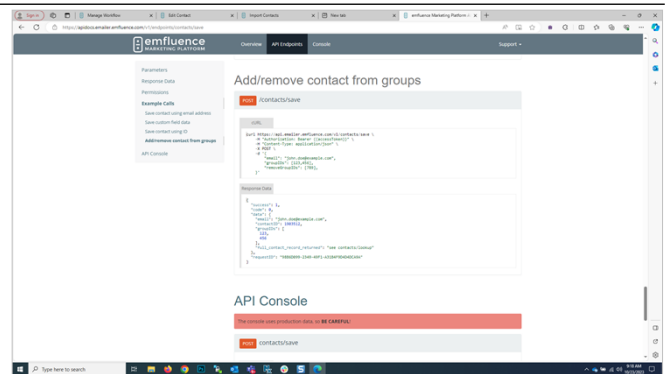 Sign in
Manage Workflow
Edit Contact
Import Contacts
New tab
emfluence Marketing Platform
https://apidocs.emailer.emfluence.com/v1/endpoints/contacts/save
emfluence
MARKETING PLATFORM
Overview
API Endpoints
Console
Support
Parameters
Response Data
Permissions
Example Calls
Save contact using email address
Save custom field data
Save contact using ID
Add/remove contact from groups
API Console
Add/remove contact from groups
POST /contacts/save
cURL
curl https://api.emailer.emfluence.com/v1/contacts/save \
-H "Authorization: Bearer {{accessToken}}" \
-H "Content-Type: application/json" \
-X POST \
-d '{
"email": "john.doe@example.com",
"groupIDs": [123,456],
"removeGroupIDs": [789],
}'
Response Data
{
"success": 1,
"code": 0,
"data": {
"email": "john.doe@example.com",
"contactID":
"groupIDs": [
123,
456
],
"full_contact_record_returned": "see contacts/lookup"
},
"requestID":
}
API Console
The console uses production data, so BE CAREFUL!
POST contacts/save
Type here to search
9:16 AM